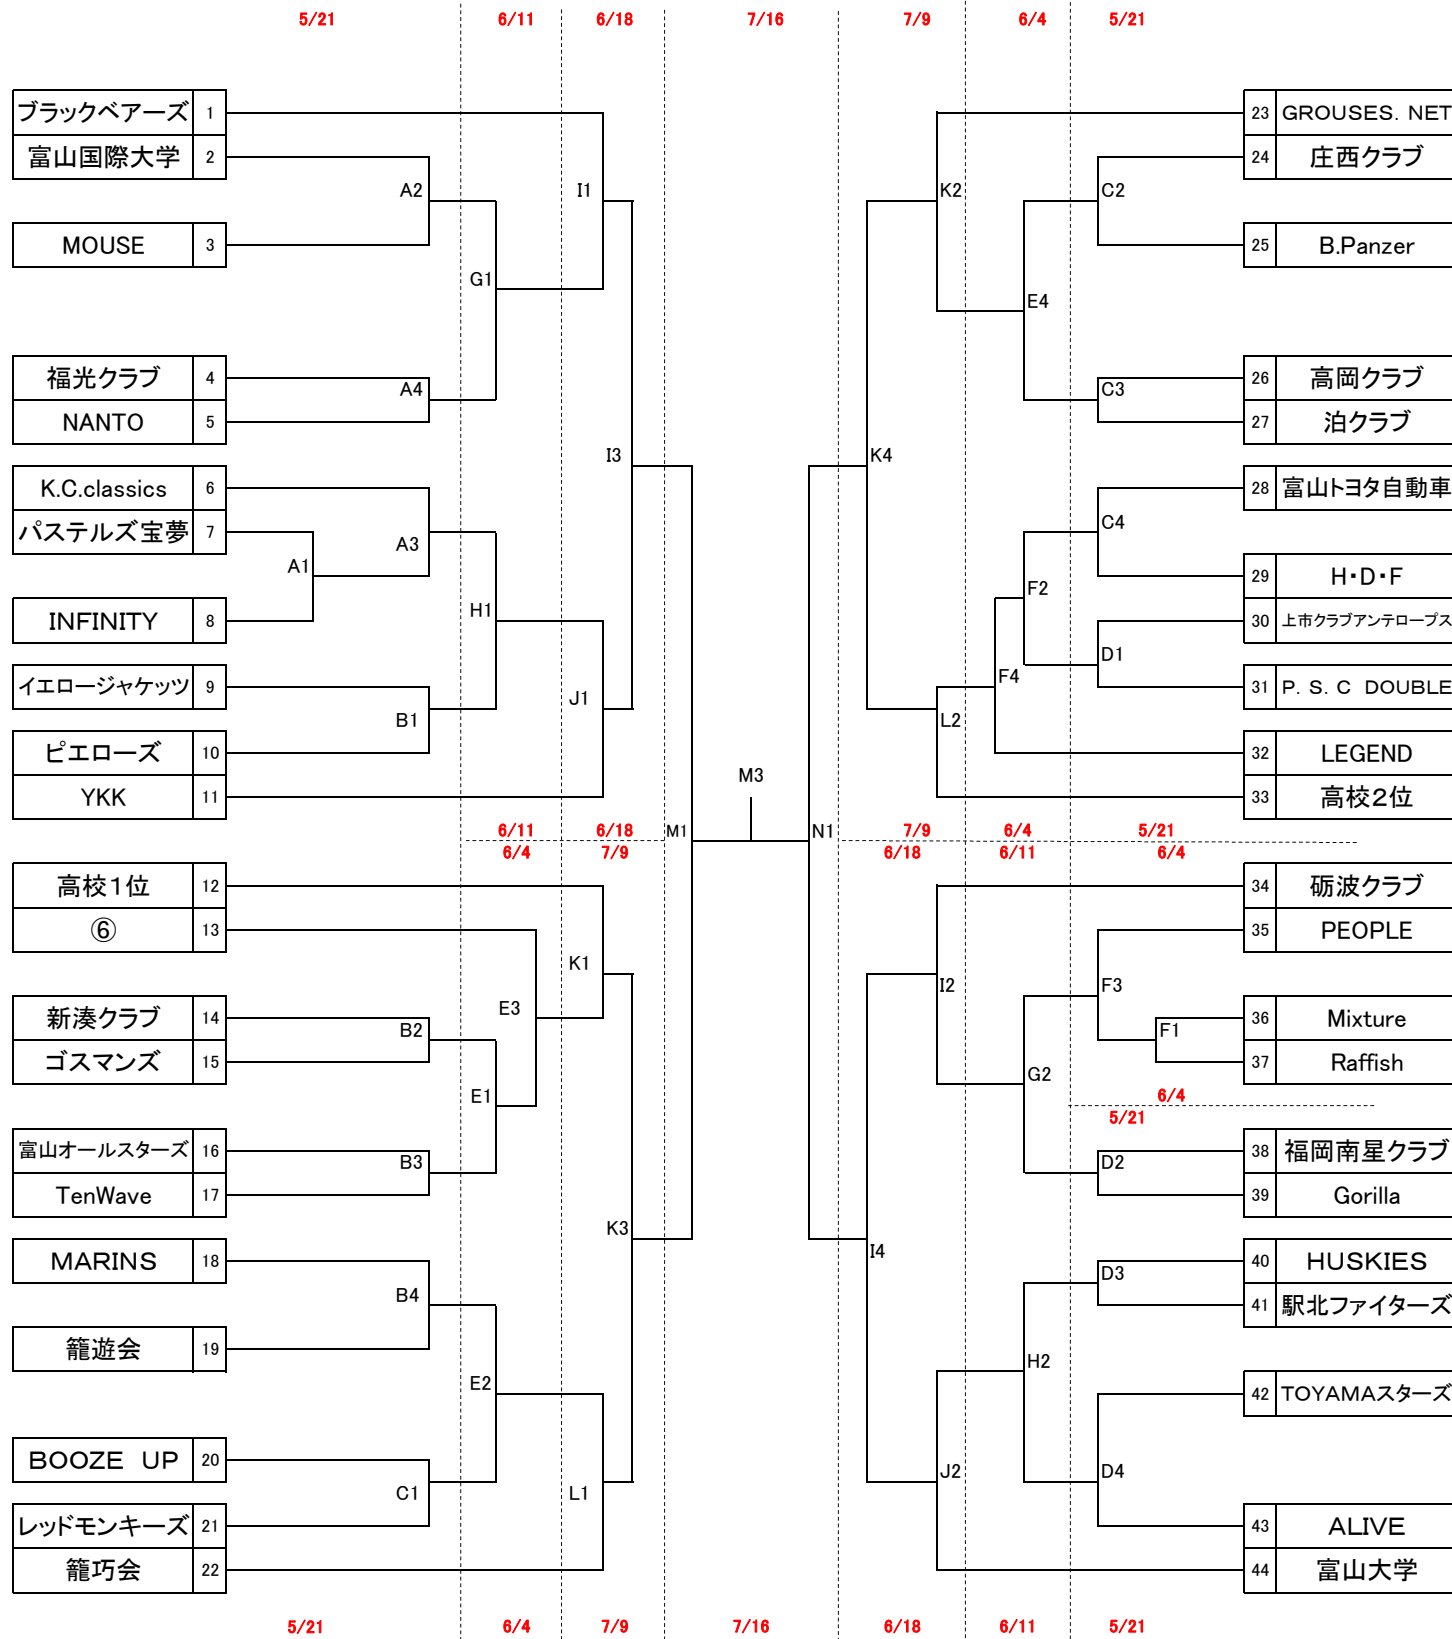 5/21 6/11 6/18 7/16 7/9 6/4 5/21
ブラックベアーズ 1 23 GROUSES. NET
富山国際大学 2 24 庄西クラブ
A2 I1 K2 C2
MOUSE 3 25 B.Panzer
G1 E4
福光クラブ 4 26 高岡クラブ
A4 C3
NANTO 5 27 泊クラブ
I3 K4
K.C.classics 6 28 富山トヨタ自動車
パステルズ宝夢 7 C4
A3
A1 29 H・D・F
H1 F2
INFINITY 8 30 上市クラブアンテロープス
D1
F4
イエロージャケッツ 9 31 P. S. C DOUBLE
J1
B1 L2
ピエローズ 10 32 LEGEND
M3
YKK 11 33 高校2位
6/11 6/18 M1 N1 7/9 6/4 5/21
6/4 7/9 6/18 6/11 6/4
高校1位 12 34 砺波クラブ
⑥ 13 35 PEOPLE
K1 I2 F3
E3
新湊クラブ 14 36 Mixture
B2 F1
ゴスマンズ 15 37 Raffish
G2
E1 6/4
5/21
富山オールスターズ 16 38 福岡南星クラブ
B3 D2
TenWave 17 39 Gorilla
K3
I4
MARINS 18 40 HUSKIES
D3
B4 41 駅北ファイターズ
籠遊会 19
H2
E2 42 TOYAMAスターズ
BOOZE UP 20
J2 D4
C1 L1
レッドモンキーズ 21 43 ALIVE
籠巧会 22 44 富山大学
5/21 6/4 7/9 7/16 6/18 6/11 5/21